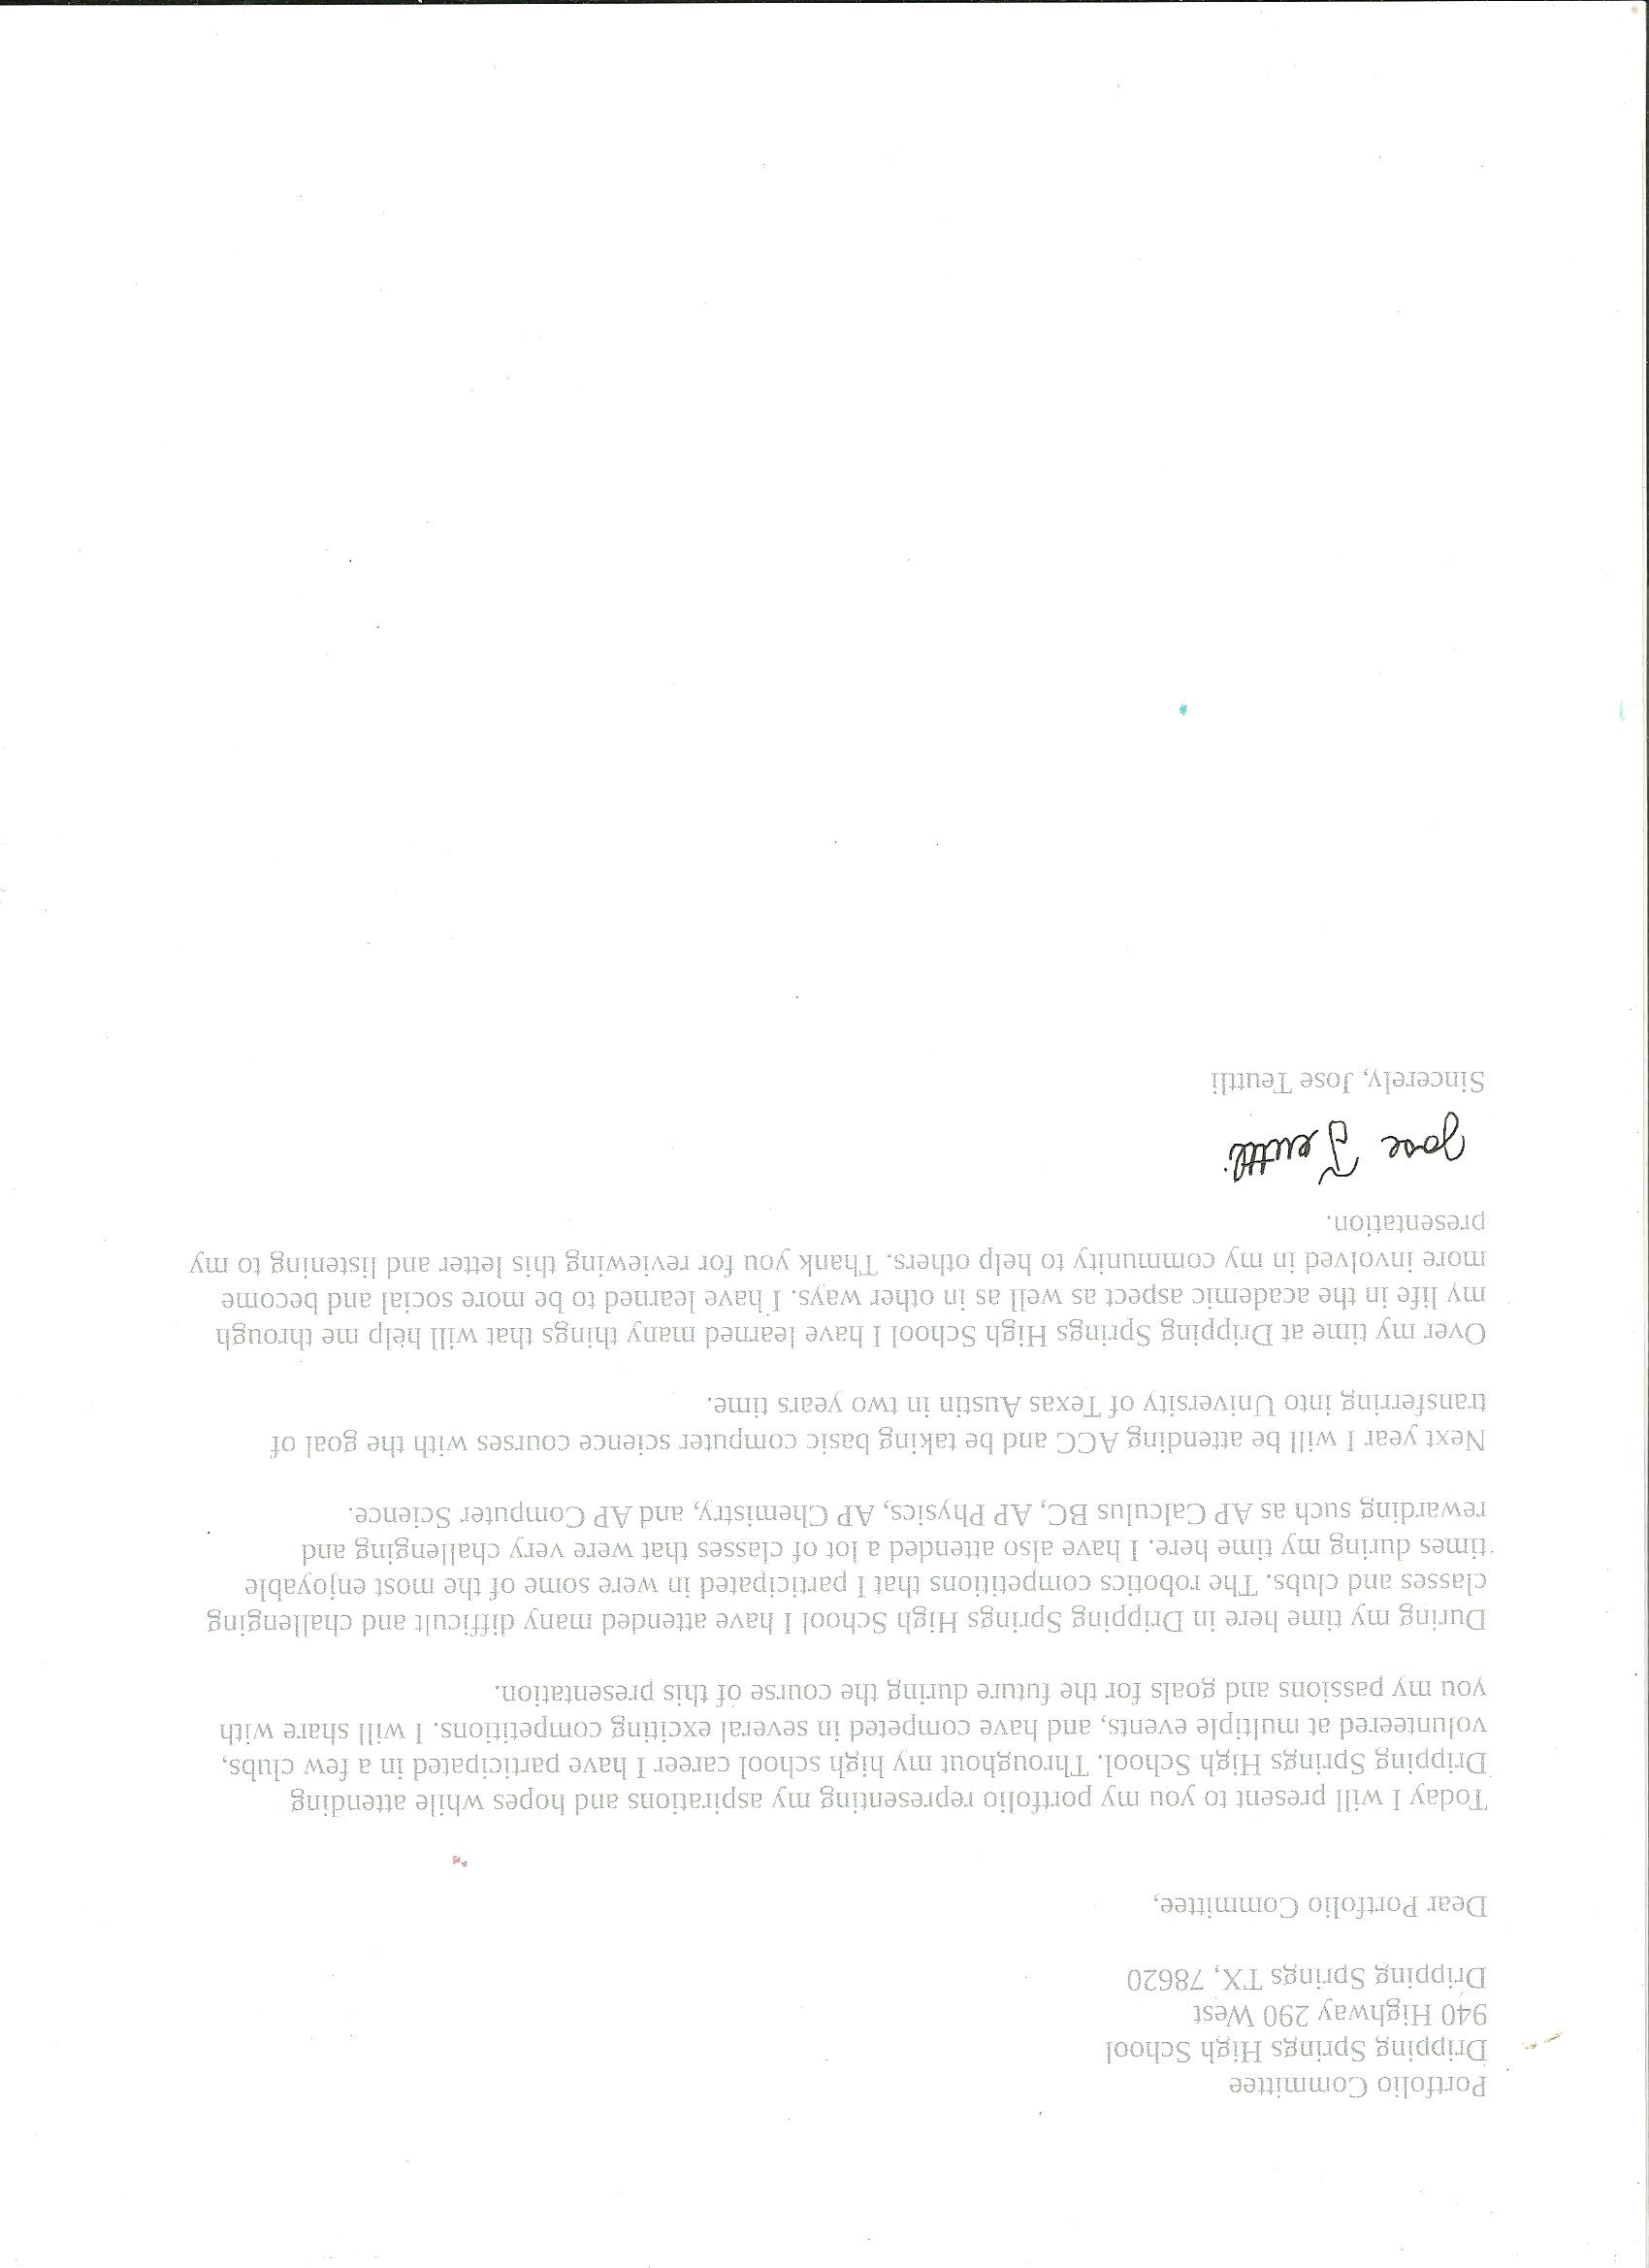 Portfolio Committee
Dripping Springs High School
940 Highway 290 West
Dripping Springs TX, 78620
Dear Portfolio Committee,
Today I will present to you my portfolio representing my aspirations and hopes while attending
Dripping Springs High School. Throughout my high school career I have participated in a few clubs,
volunteered at multiple events, and have competed in several exciting competitions. I will share with
you my passions and goals for the future during the course of this presentation.
During my time here in Dripping Springs High School I have attended many difficult and challenging
classes and clubs. The robotics competitions that I participated in were some of the most enjoyable
times during my time here. I have also attended a lot of classes that were very challenging and
rewarding such as AP Calculus BC, AP Physics, AP Chemistry, and AP Computer Science.
Next year I will be attending ACC and be taking basic computer science courses with the goal of
transferring into University of Texas Austin in two years time.
Over my time at Dripping Springs High School I have learned many things that will help me through
my life in the academic aspect as well as in other ways. I have learned to be more social and become
more involved in my community to help others. Thank you for reviewing this letter and listening to my
presentation.
Jose Teuttli
Sincerely, Jose Teuttli